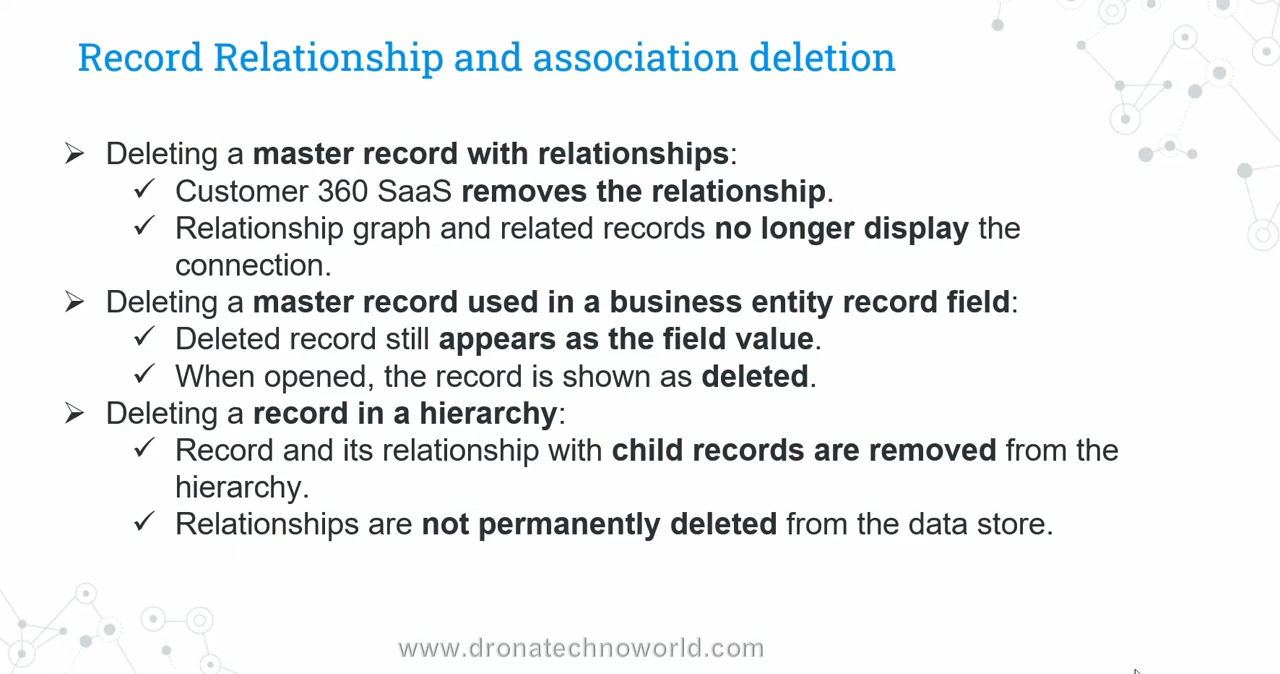 Record Relationship and association deletion
➢ Deleting a master record with relationships:
✓ Customer 360 SaaS removes the relationship.
✓ Relationship graph and related records no longer display the
connection.
➢ Deleting a master record used in a business entity record field:
✓ Deleted record still appears as the field value.
✓ When opened, the record is shown as deleted.
➢ Deleting a record in a hierarchy:
✓ Record and its relationship with child records are removed from the
hierarchy.
✓ Relationships are not permanently deleted from the data store.
www.dronatechnoworld.com